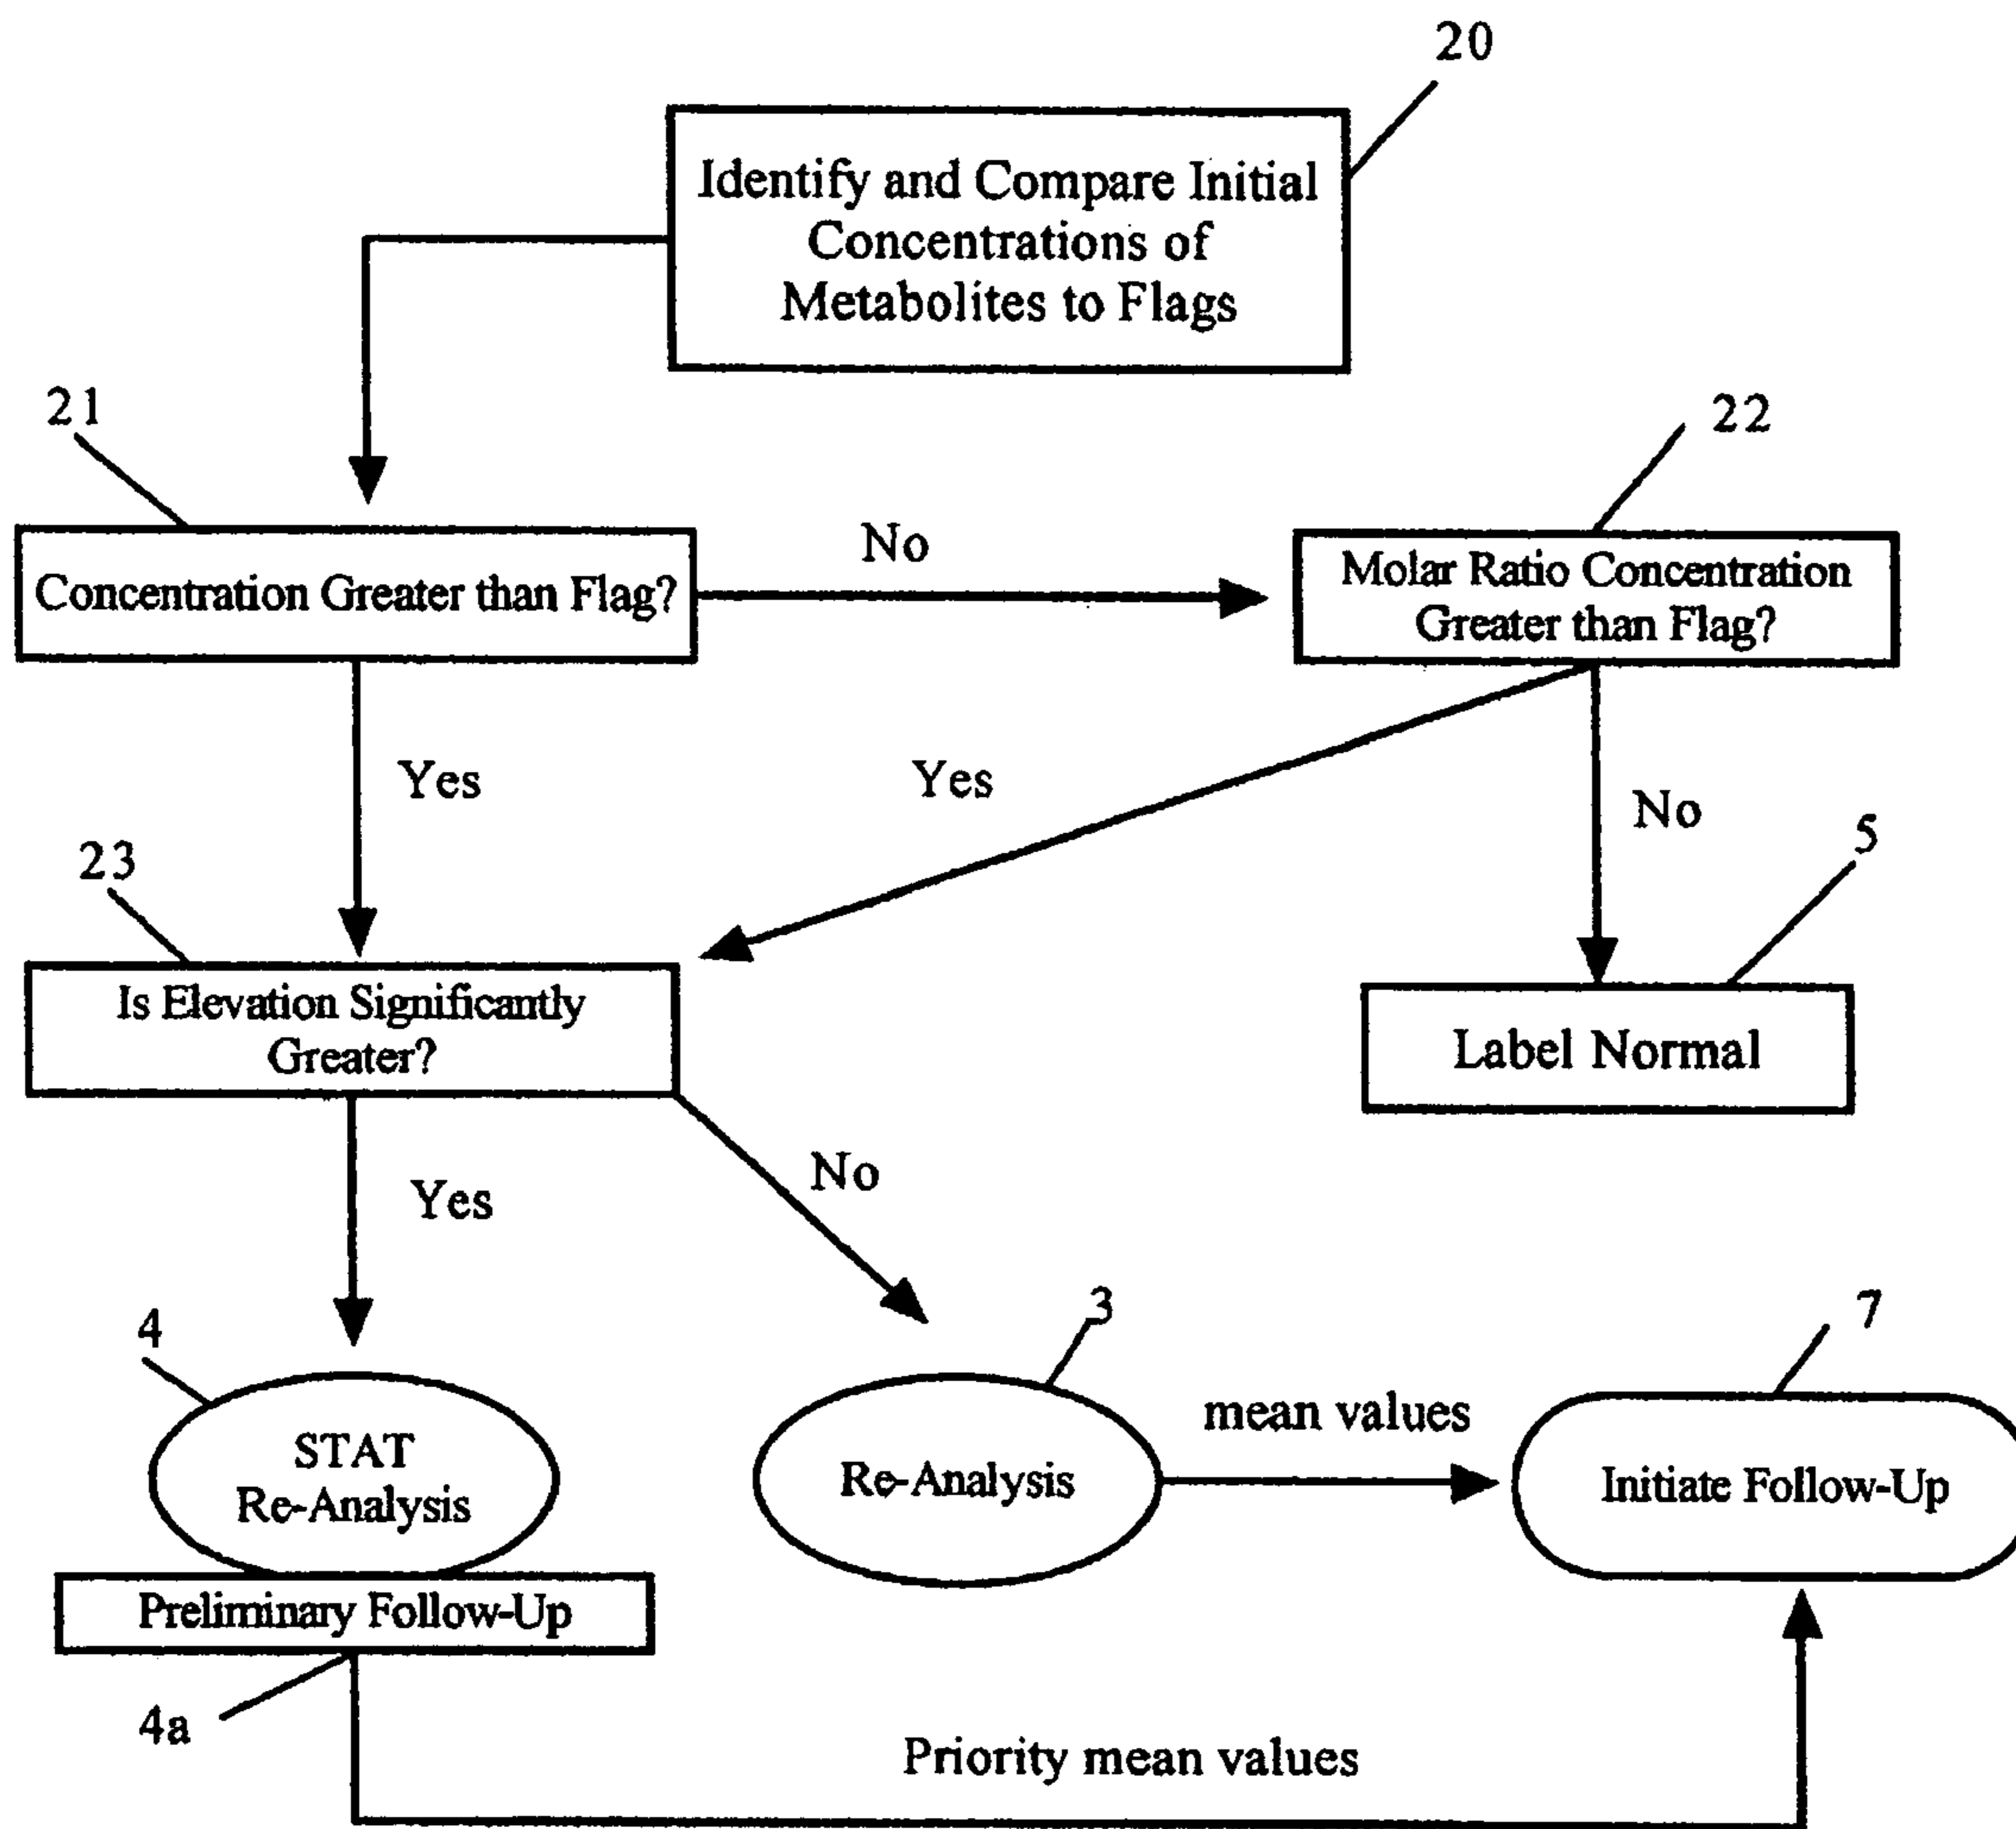 20
Identify and Compare Initial
Concentrations of
Metabolites to Flags
21
22
Concentration Greater than Flag?
No
Molar Ratio Concentration
Greater than Flag?
Yes
Yes
No
23
5
Is Elevation Significantly
Greater?
Label Normal
Yes
No
4
3
7
STAT
Re-Analysis
Re-Analysis
mean values
Initiate Follow-Up
Preliminary Follow-Up
4a
Priority mean values